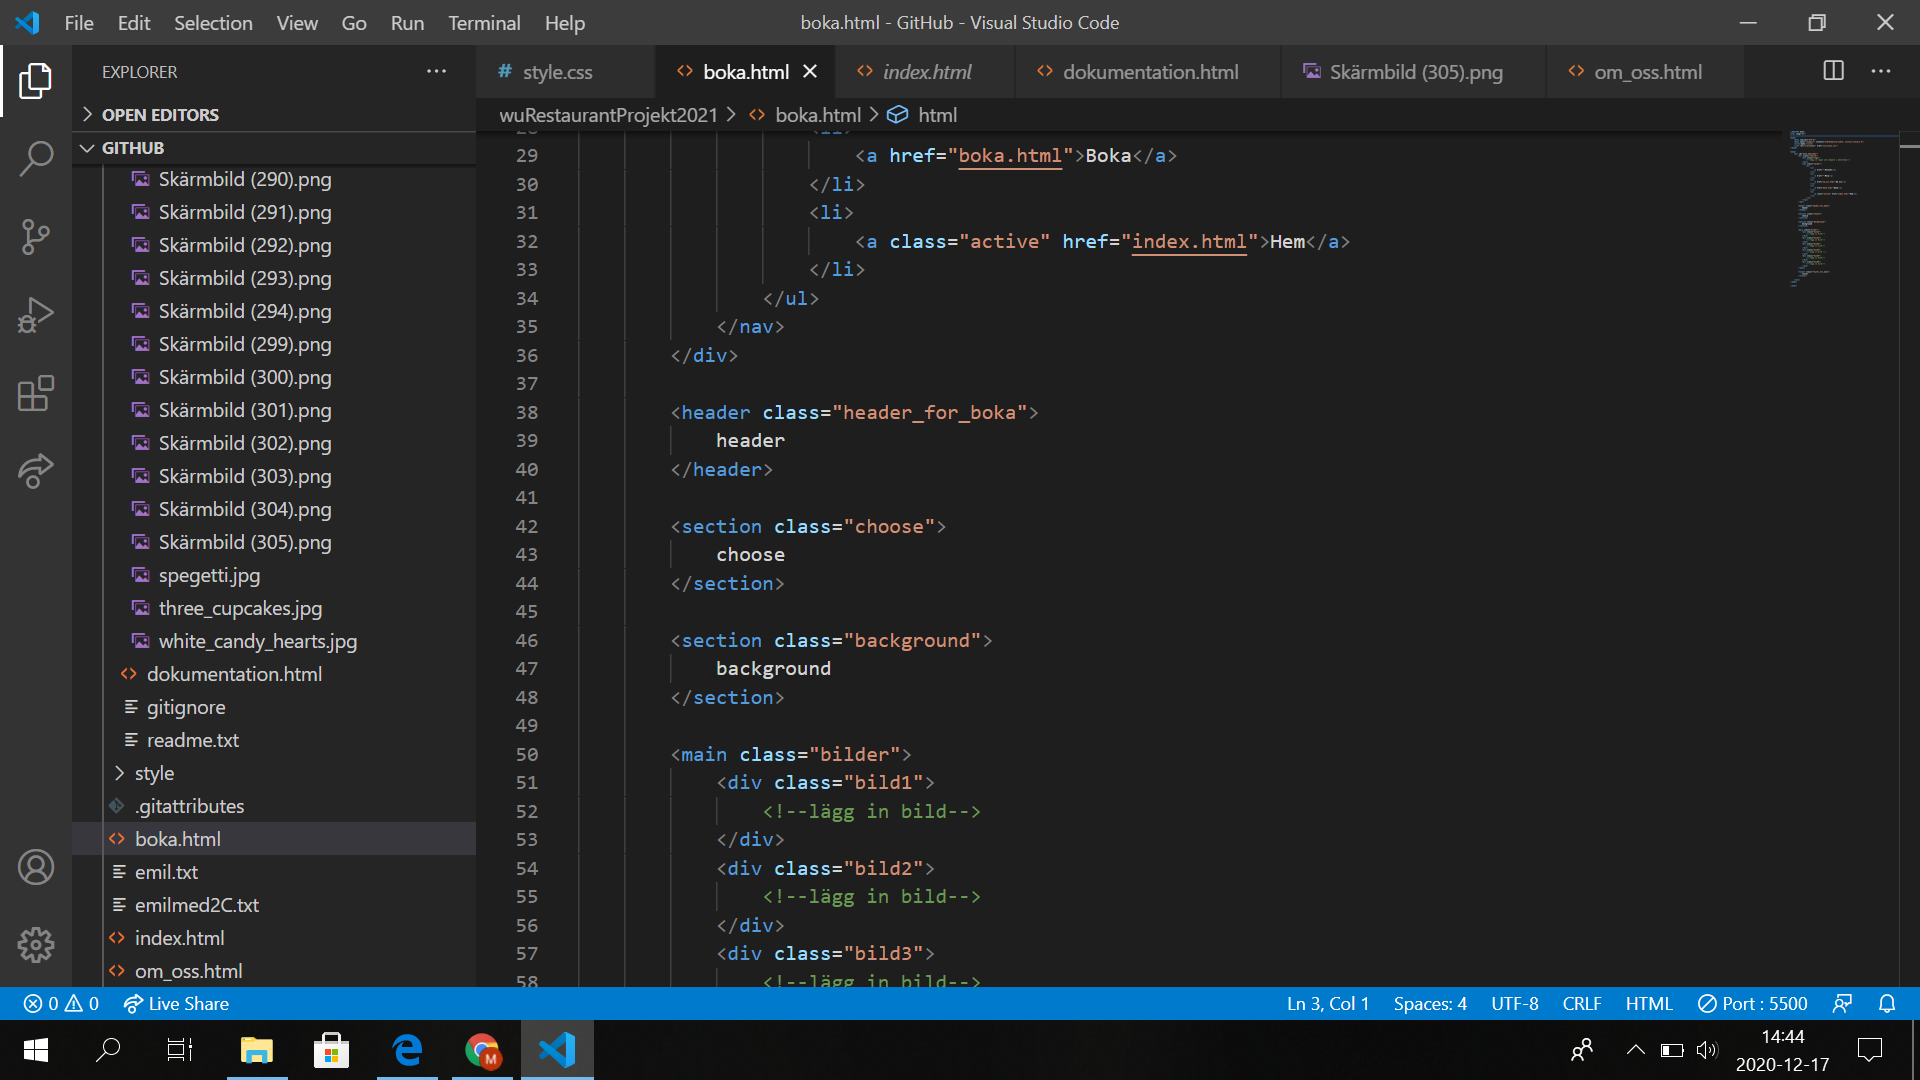 File Edit Selection View Go Run Terminal Help
boka.html - GitHub - Visual Studio Code
EXPLORER
OPEN EDITORS
GITHUB
Skärmbild (290).png
Skärmbild (291).png
Skärmbild (292).png
Skärmbild (293).png
Skärmbild (294).png
Skärmbild (299).png
Skärmbild (300).png
Skärmbild (301).png
Skärmbild (302).png
Skärmbild (303).png
Skärmbild (304).png
Skärmbild (305).png
spegetti.jpg
three_cupcakes.jpg
white_candy_hearts.jpg
dokumentation.html
gitignore
readme.txt
style
.gitattributes
boka.html
emil.txt
emilmed2C.txt
index.html
om_oss.html
# style.css
boka.html
index.html
dokumentation.html
Skärmbild (305).png
om_oss.html
wuRestaurantProjekt2021 > boka.html > html
28 <li>
29 <a href="boka.html">Boka</a>
30 </li>
31 <li>
32 <a class="active" href="index.html">Hem</a>
33 </li>
34 </ul>
35 </nav>
36 </div>
37
38 <header class="header_for_boka">
39 header
40 </header>
41
42 <section class="choose">
43 choose
44 </section>
45
46 <section class="background">
47 background
48 </section>
49
50 <main class="bilder">
51 <div class="bild1">
52 <!--lägg in bild-->
53 </div>
54 <div class="bild2">
55 <!--lägg in bild-->
56 </div>
57 <div class="bild3">
58 <!--lägg in bild-->
0 0 Live Share
Ln 3, Col 1 Spaces: 4 UTF-8 CRLF HTML Port : 5500
M
14:44
2020-12-17